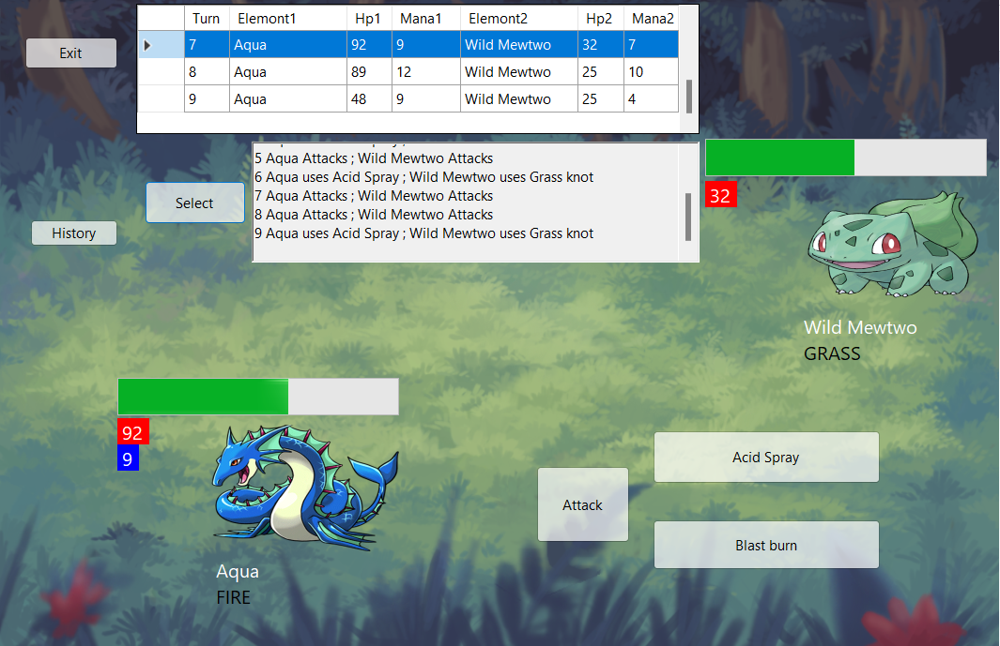 Exit
Turn Elemont1 Hp1 Mana1 Elemont2 Hp2 Mana2
7 Aqua 92 9 Wild Mewtwo 32 7
8 Aqua 89 12 Wild Mewtwo 25 10
9 Aqua 48 9 Wild Mewtwo 25 4
Select
History
5 Aqua Attacks ; Wild Mewtwo Attacks
6 Aqua uses Acid Spray ; Wild Mewtwo uses Grass knot
7 Aqua Attacks ; Wild Mewtwo Attacks
8 Aqua Attacks ; Wild Mewtwo Attacks
9 Aqua uses Acid Spray ; Wild Mewtwo uses Grass knot
32
Wild Mewtwo
GRASS
92
9
Aqua
FIRE
Attack
Acid Spray
Blast burn